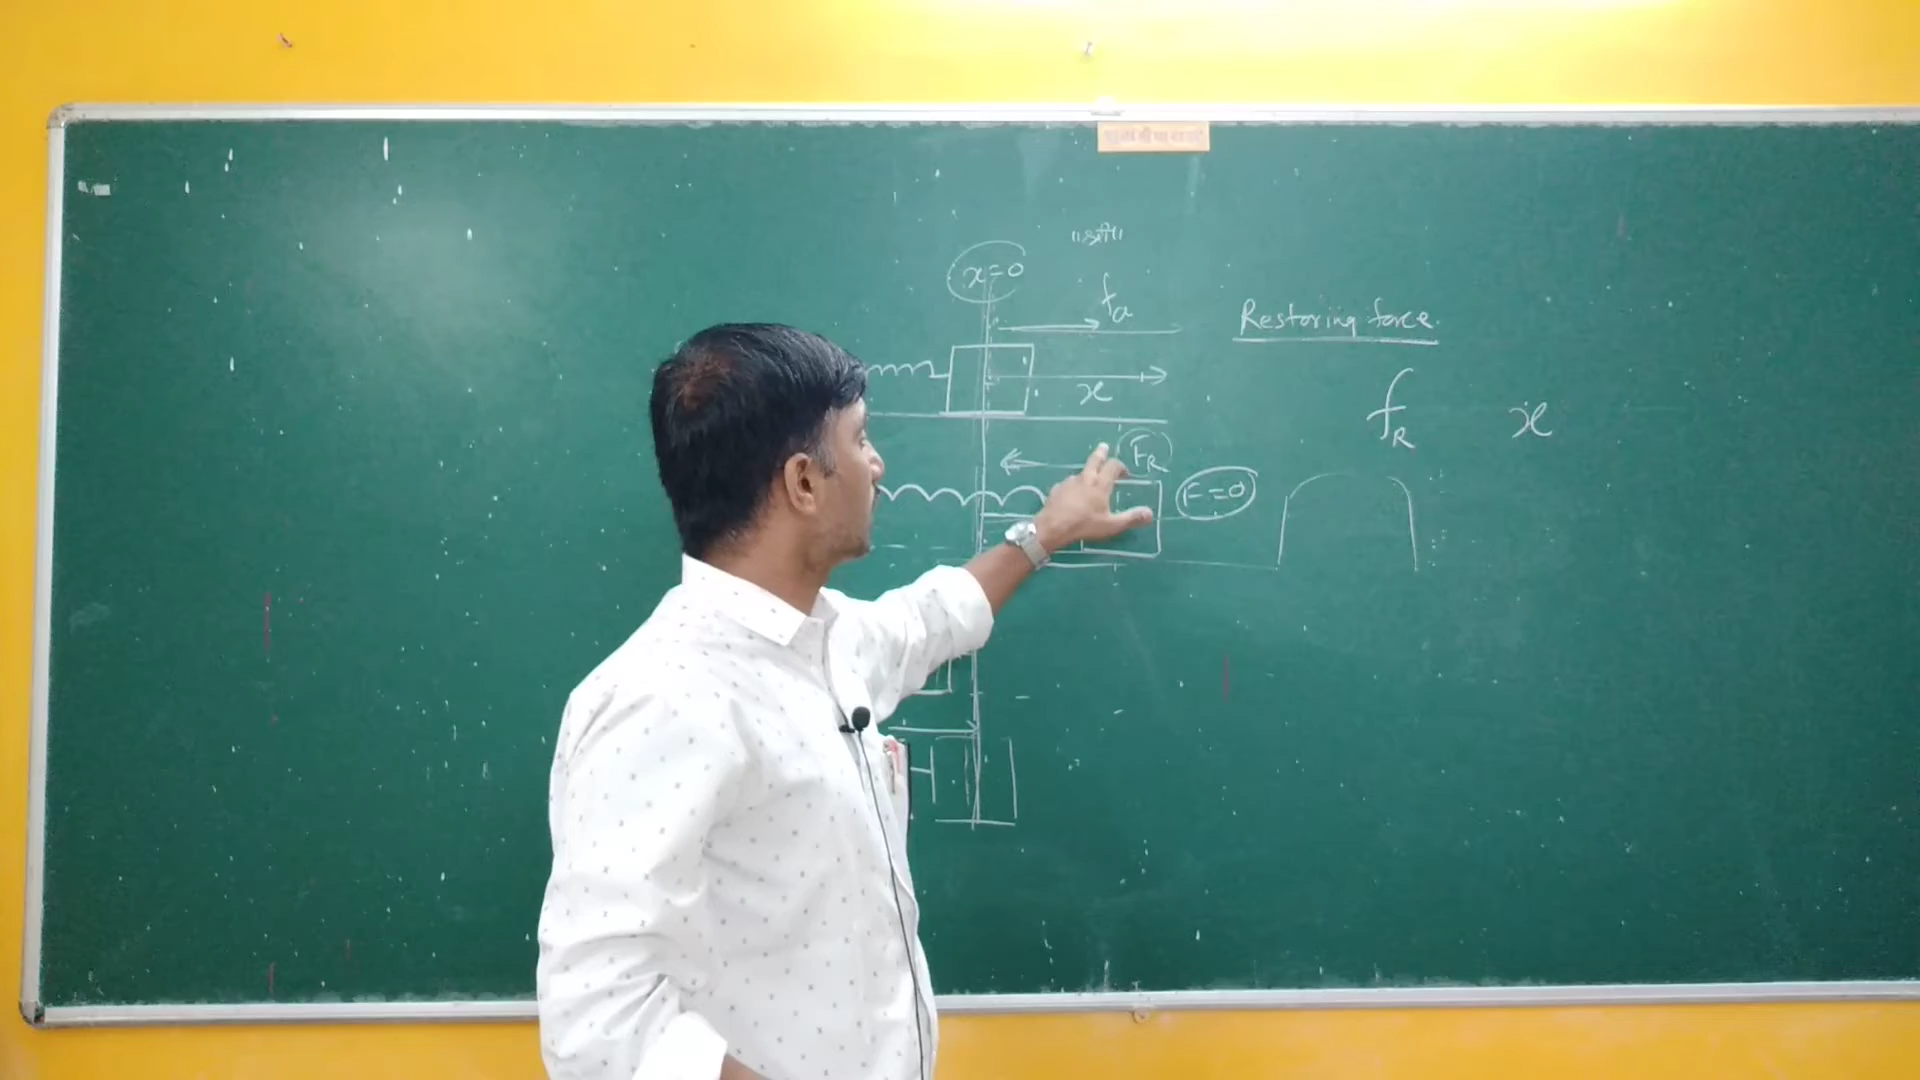 "श्री"
x=0
fa
Restoring force.
x
fR x
FR
F=0